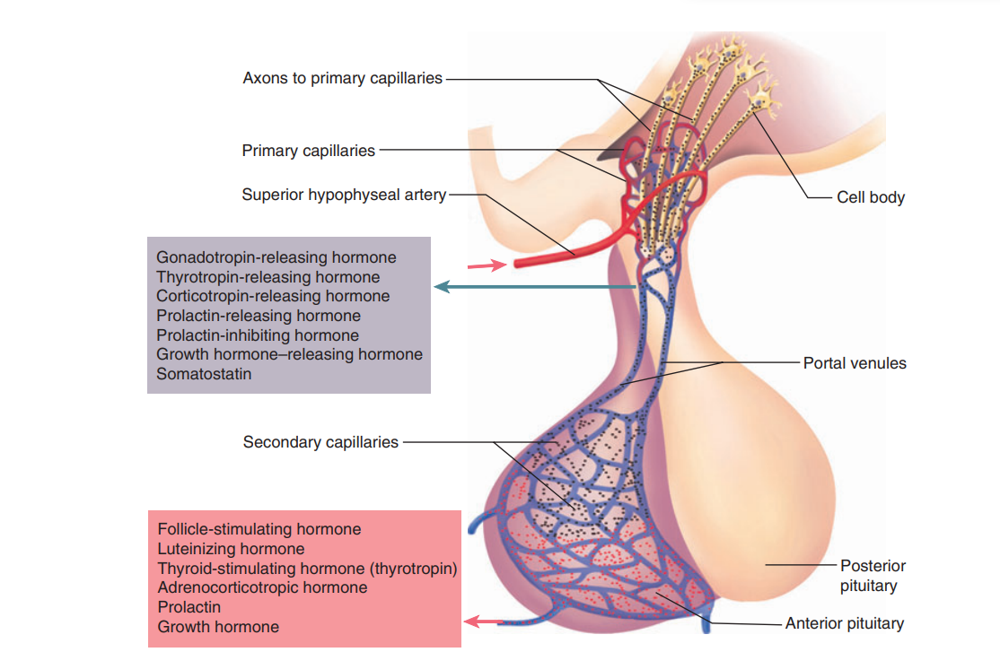 Axons to primary capillaries
Primary capillaries
Superior hypophyseal artery
Cell body
Gonadotropin-releasing hormone
Thyrotropin-releasing hormone
Corticotropin-releasing hormone
Prolactin-releasing hormone
Prolactin-inhibiting hormone
Growth hormone–releasing hormone
Somatostatin
Portal venules
Secondary capillaries
Follicle-stimulating hormone
Luteinizing hormone
Thyroid-stimulating hormone (thyrotropin)
Adrenocorticotropic hormone
Prolactin
Growth hormone
Posterior
pituitary
Anterior pituitary